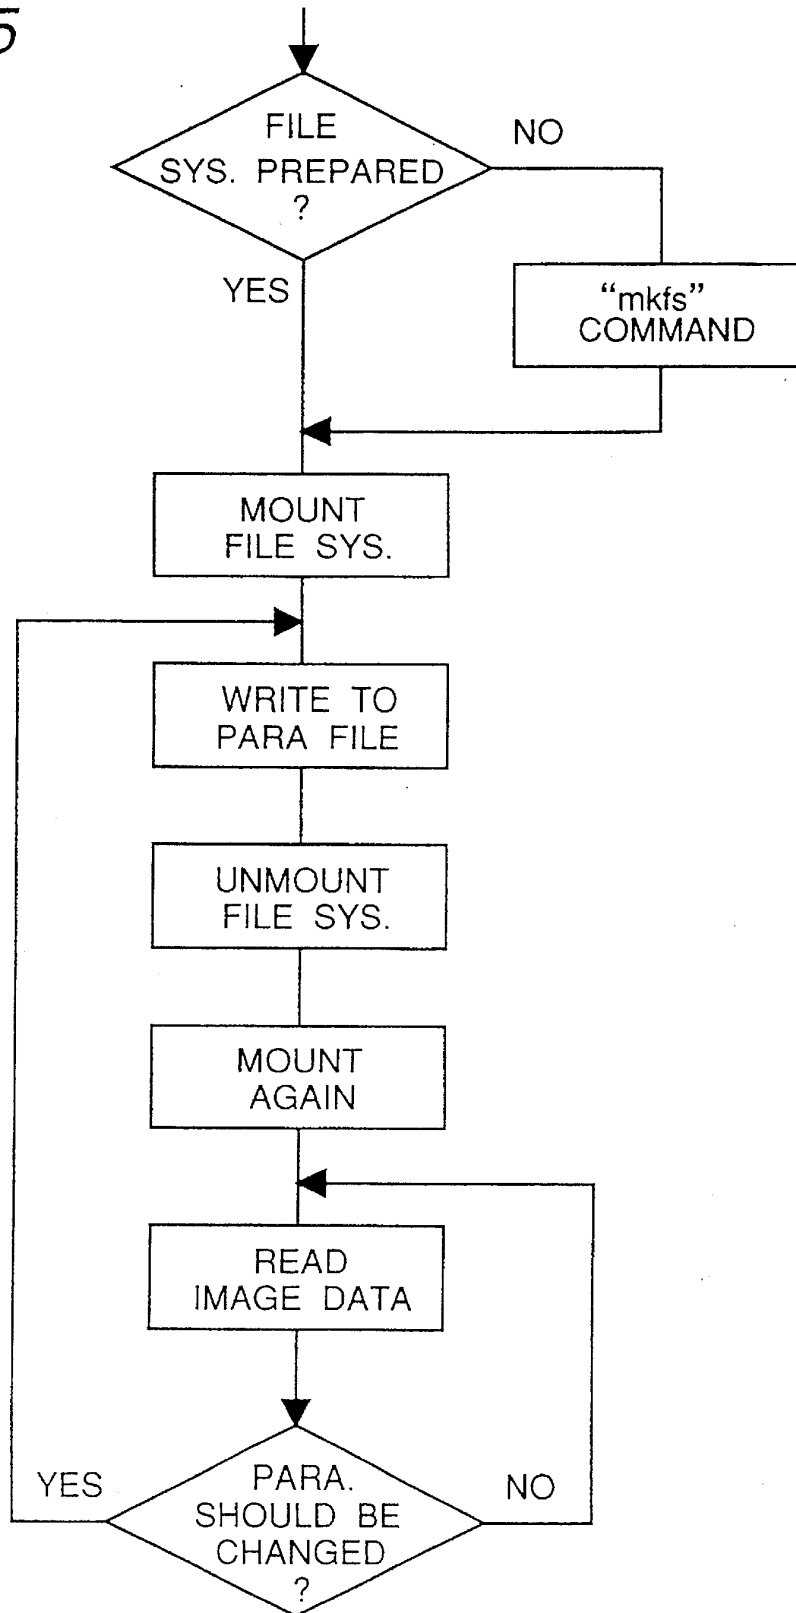 5
FILE
SYS. PREPARED
?
NO
YES
“mkfs”
COMMAND
MOUNT
FILE SYS.
WRITE TO
PARA FILE
UNMOUNT
FILE SYS.
MOUNT
AGAIN
READ
IMAGE DATA
YES
PARA.
SHOULD BE
CHANGED
?
NO